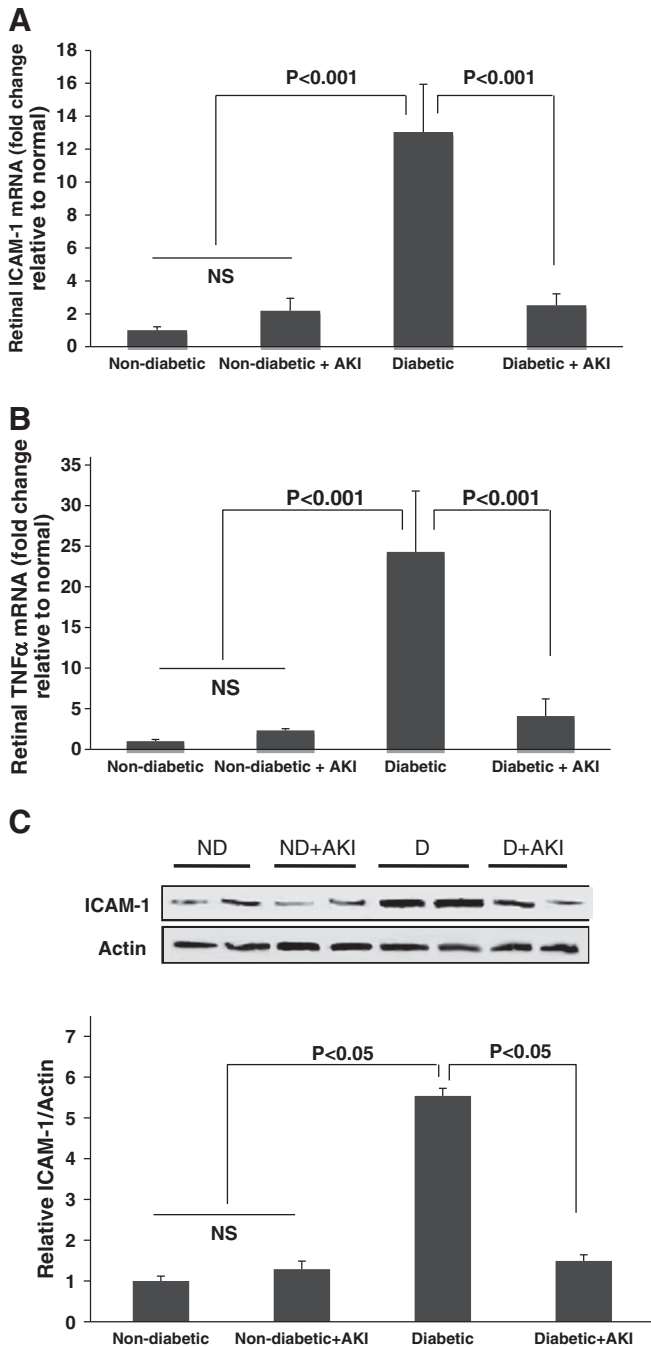 A
Retinal ICAM-1 mRNA (fold change
relative to normal)
18
16
14
12
10
8
6
4
2
0
P<0.001
P<0.001
NS
Non-diabetic
Non-diabetic + AKI
Diabetic
Diabetic + AKI
B
Retinal TNFα mRNA (fold change
relative to normal)
35
30
25
20
15
10
5
0
P<0.001
P<0.001
NS
Non-diabetic
Non-diabetic + AKI
Diabetic
Diabetic + AKI
C
ND
ND+AKI
D
D+AKI
ICAM-1
Actin
Relative ICAM-1/Actin
7
6
5
4
3
2
1
0
P<0.05
P<0.05
NS
Non-diabetic
Non-diabetic+AKI
Diabetic
Diabetic+AKI